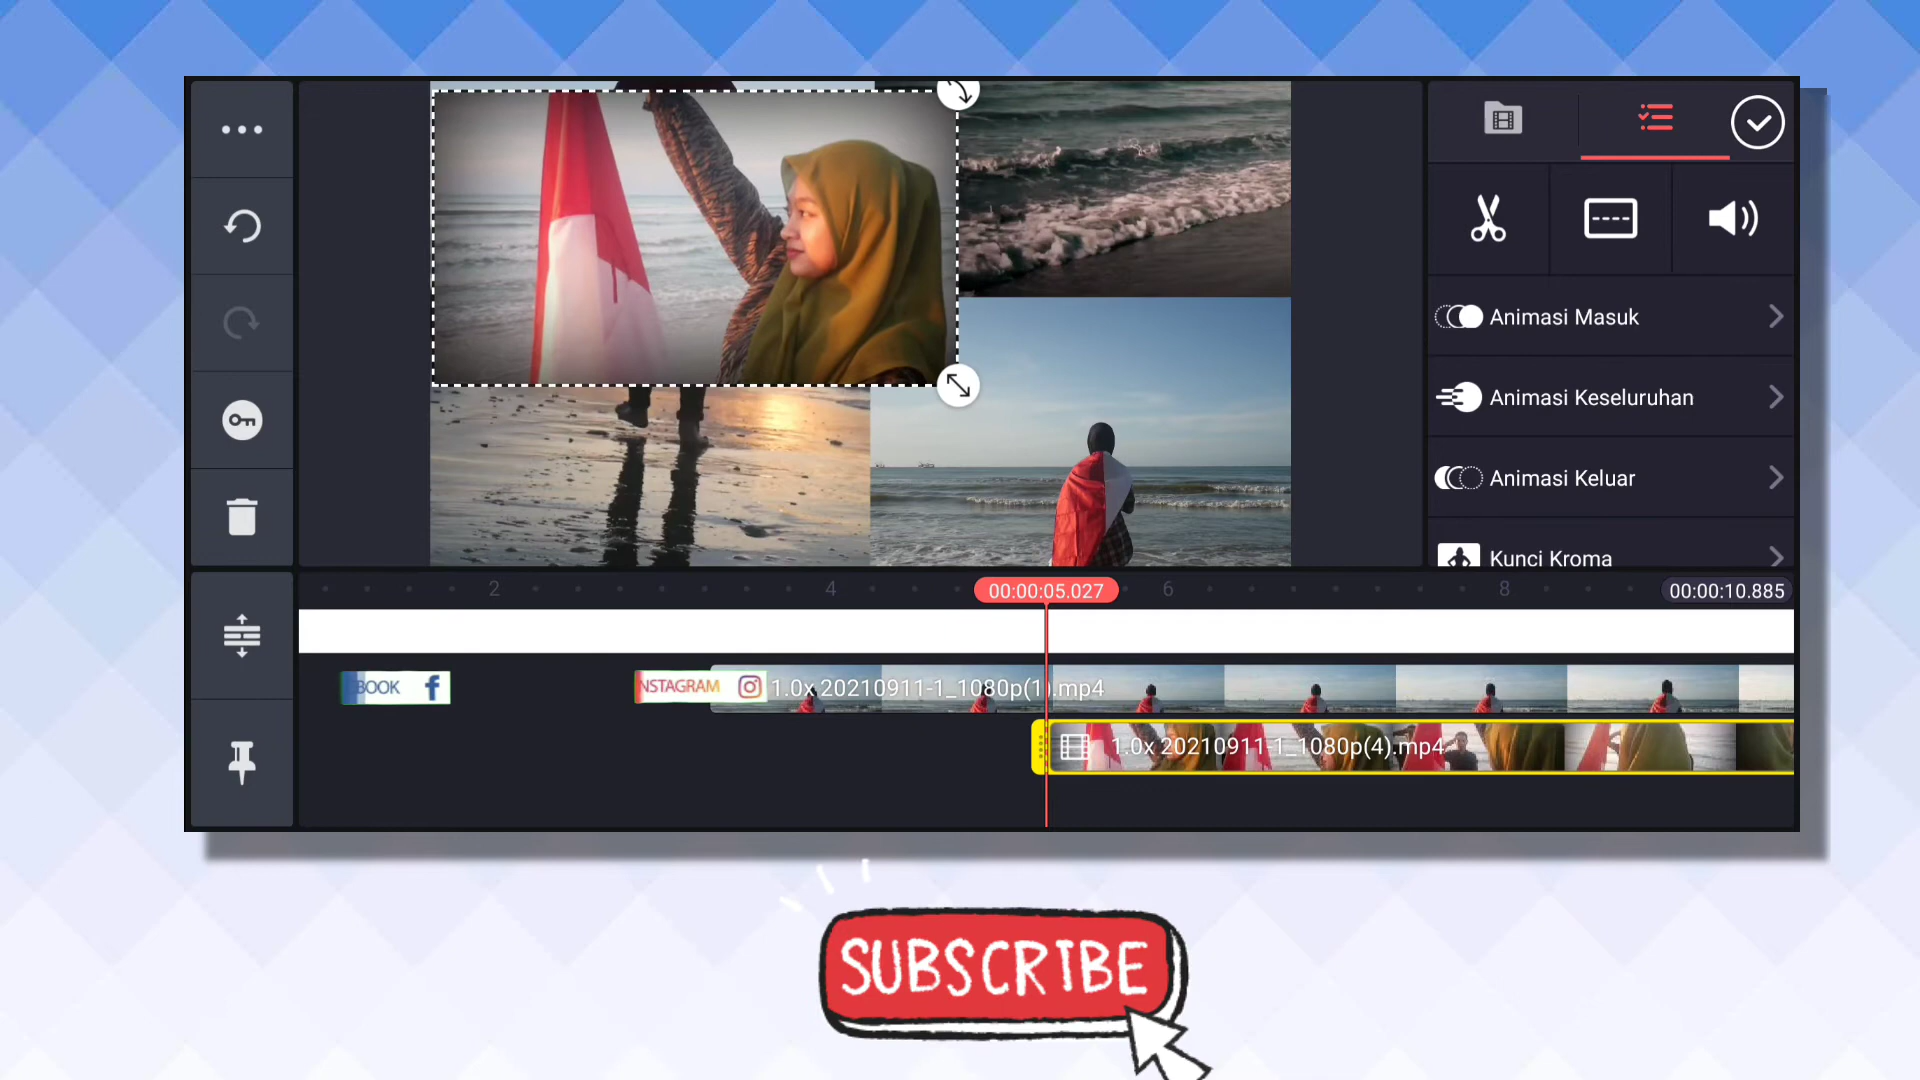 Animasi Masuk
Animasi Keseluruhan
Animasi Keluar
Kunci Kroma
2
4
00:00:05.027
6
8
00:00:10.885
BOOK
NSTAGRAM
1.0x 20210911-1_1080p(1).mp4
1.0x 20210911-1_1080p(4).mp4
SUBSCRIBE